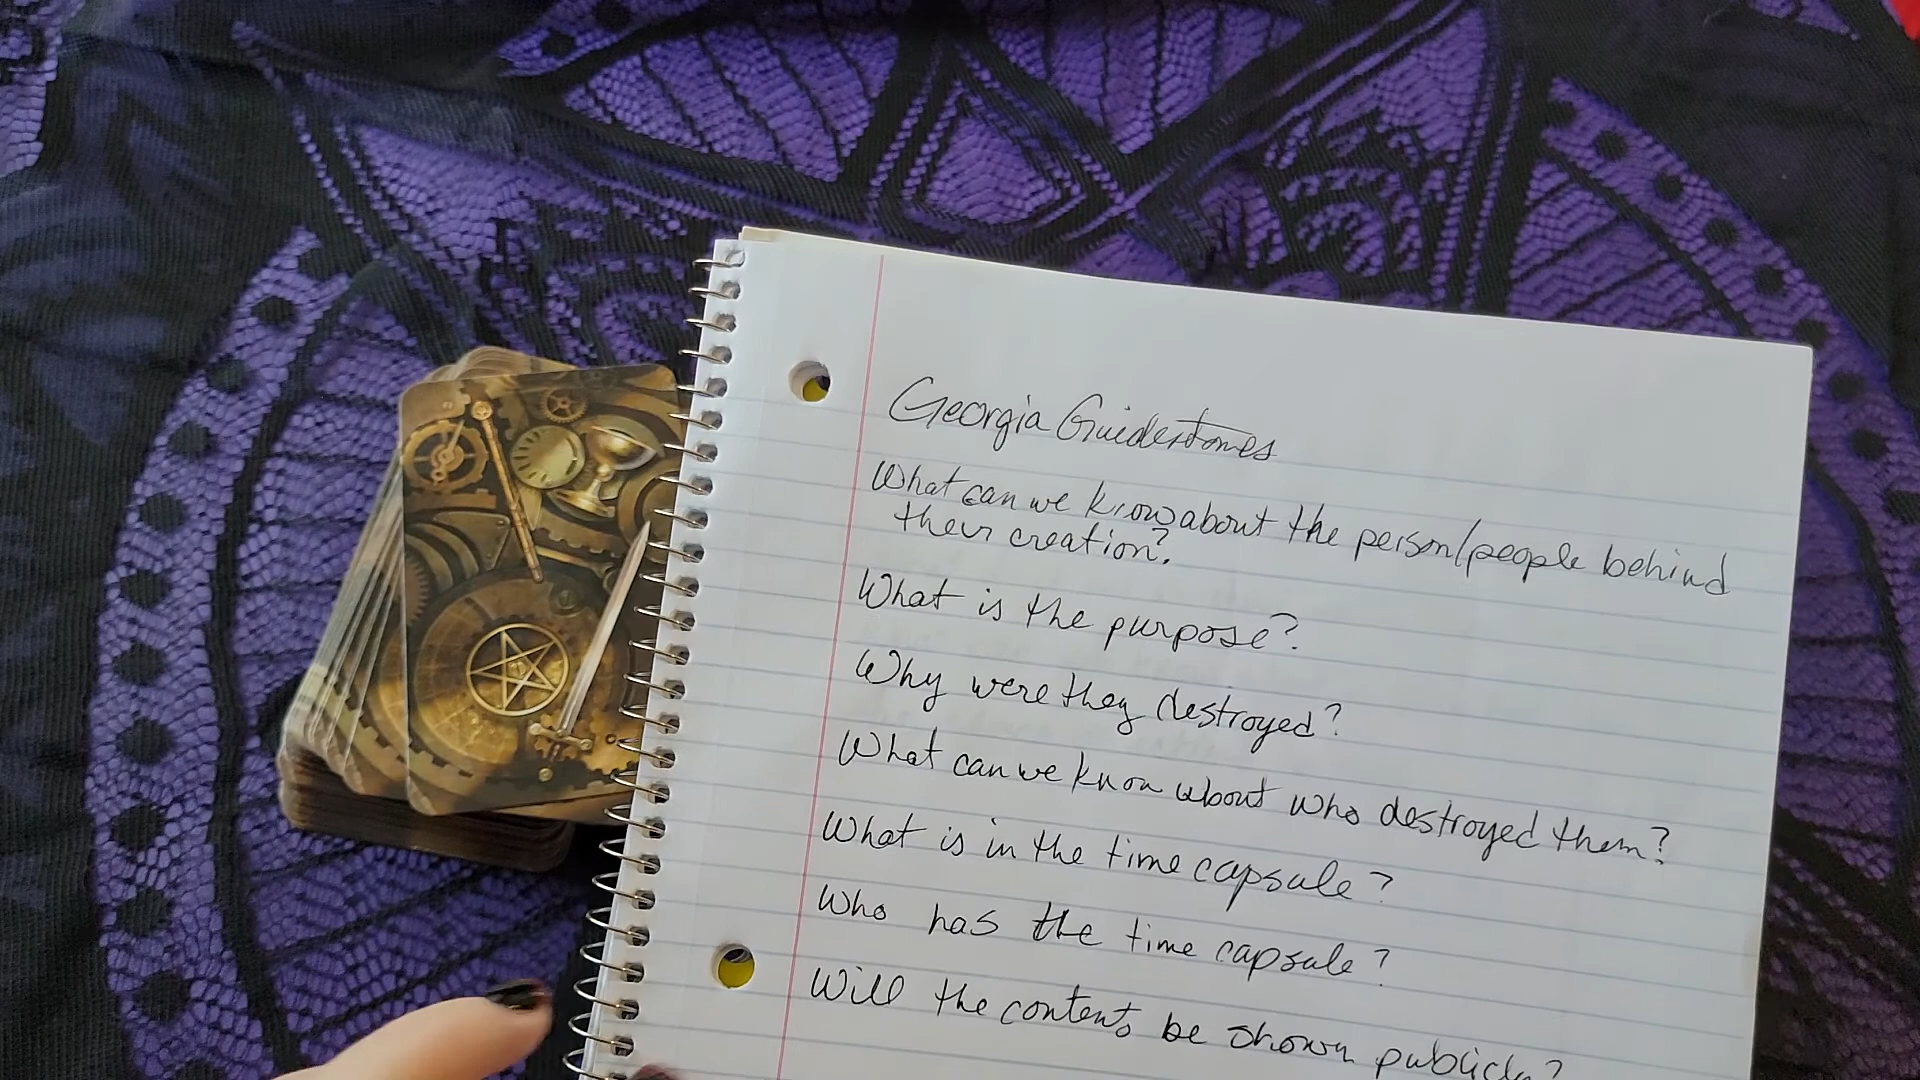 Georgia Guidestones
What can we know about the person/people behind
their creation?
What is the purpose?
Why were they destroyed?
What can we know about who destroyed them?
What is in the time capsule?
Who has the time capsule?
Will the contents be shown publicly?